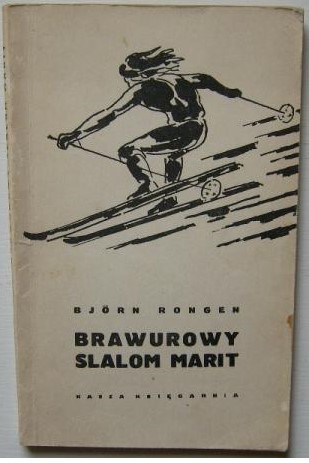 BJÖRN RONGEN
BRAWUROWY
SLALOM MARIT
NASZA KSIĘGARNIA